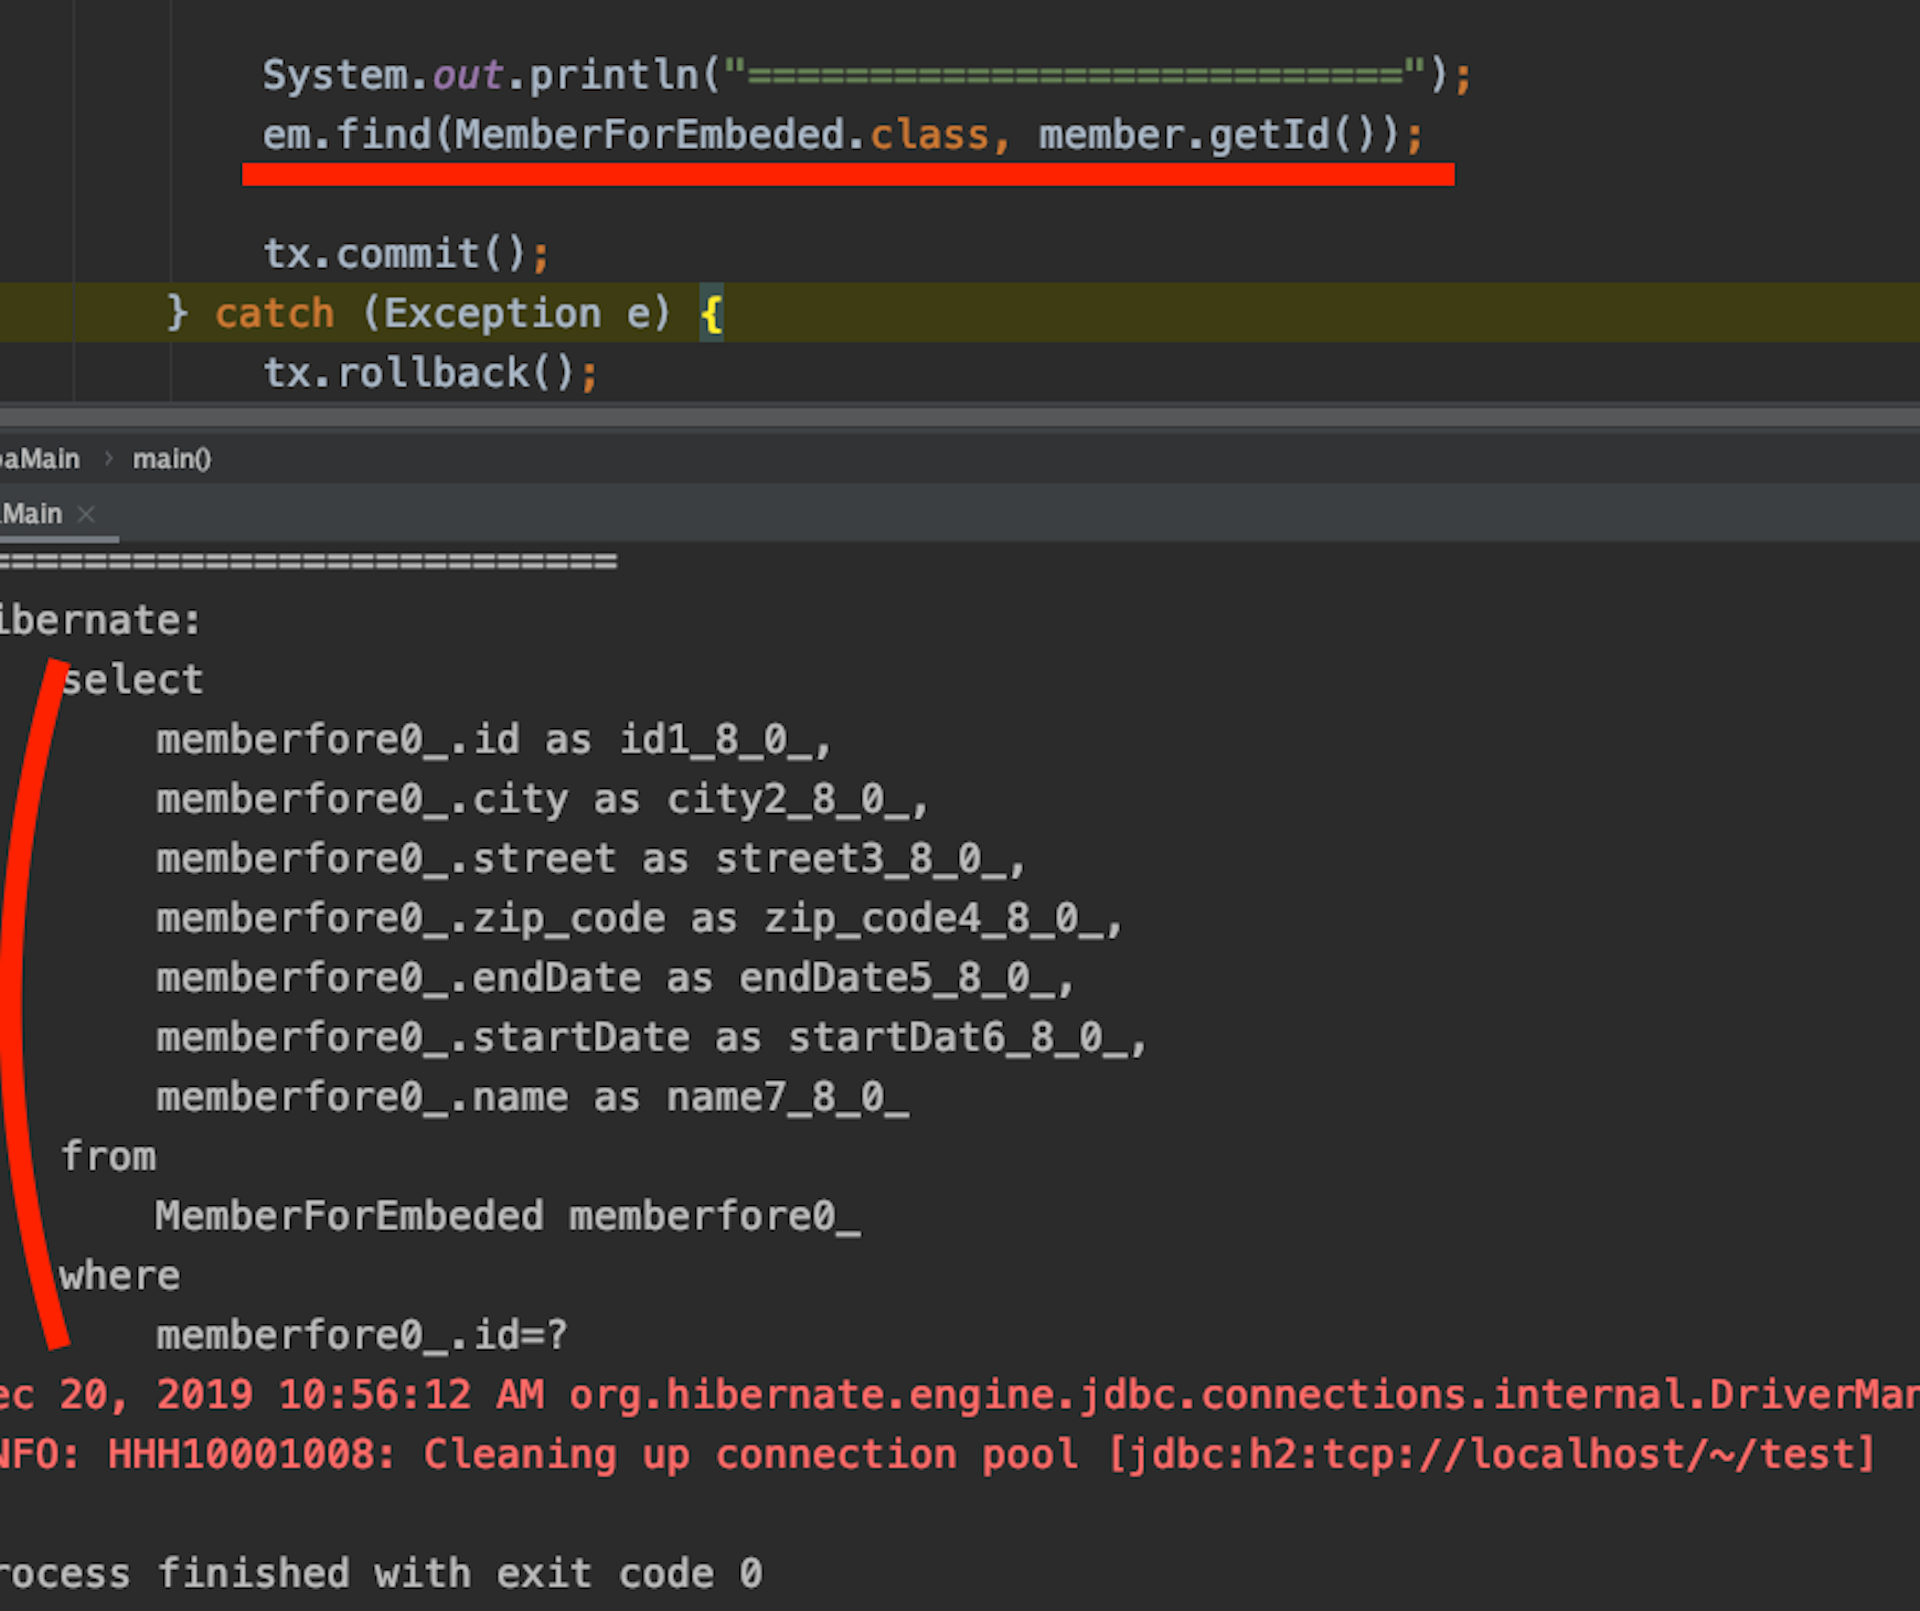 System.out.println("===========================");
em.find(MemberForEmbeded.class, member.getId());
tx.commit();
} catch (Exception e) {
tx.rollback();
aMain > main()
Main ×
==========================
ibernate:
select
memberfore0_.id as id1_8_0_,
memberfore0_.city as city2_8_0_,
memberfore0_.street as street3_8_0_,
memberfore0_.zip_code as zip_code4_8_0_,
memberfore0_.endDate as endDate5_8_0_,
memberfore0_.startDate as startDat6_8_0_,
memberfore0_.name as name7_8_0_
from
MemberForEmbeded memberfore0_
where
memberfore0_.id=?
ec 20, 2019 10:56:12 AM org.hibernate.engine.jdbc.connections.internal.DriverMan
NFO: HHH10001008: Cleaning up connection pool [jdbc:h2:tcp://localhost/~/test]
rocess finished with exit code 0